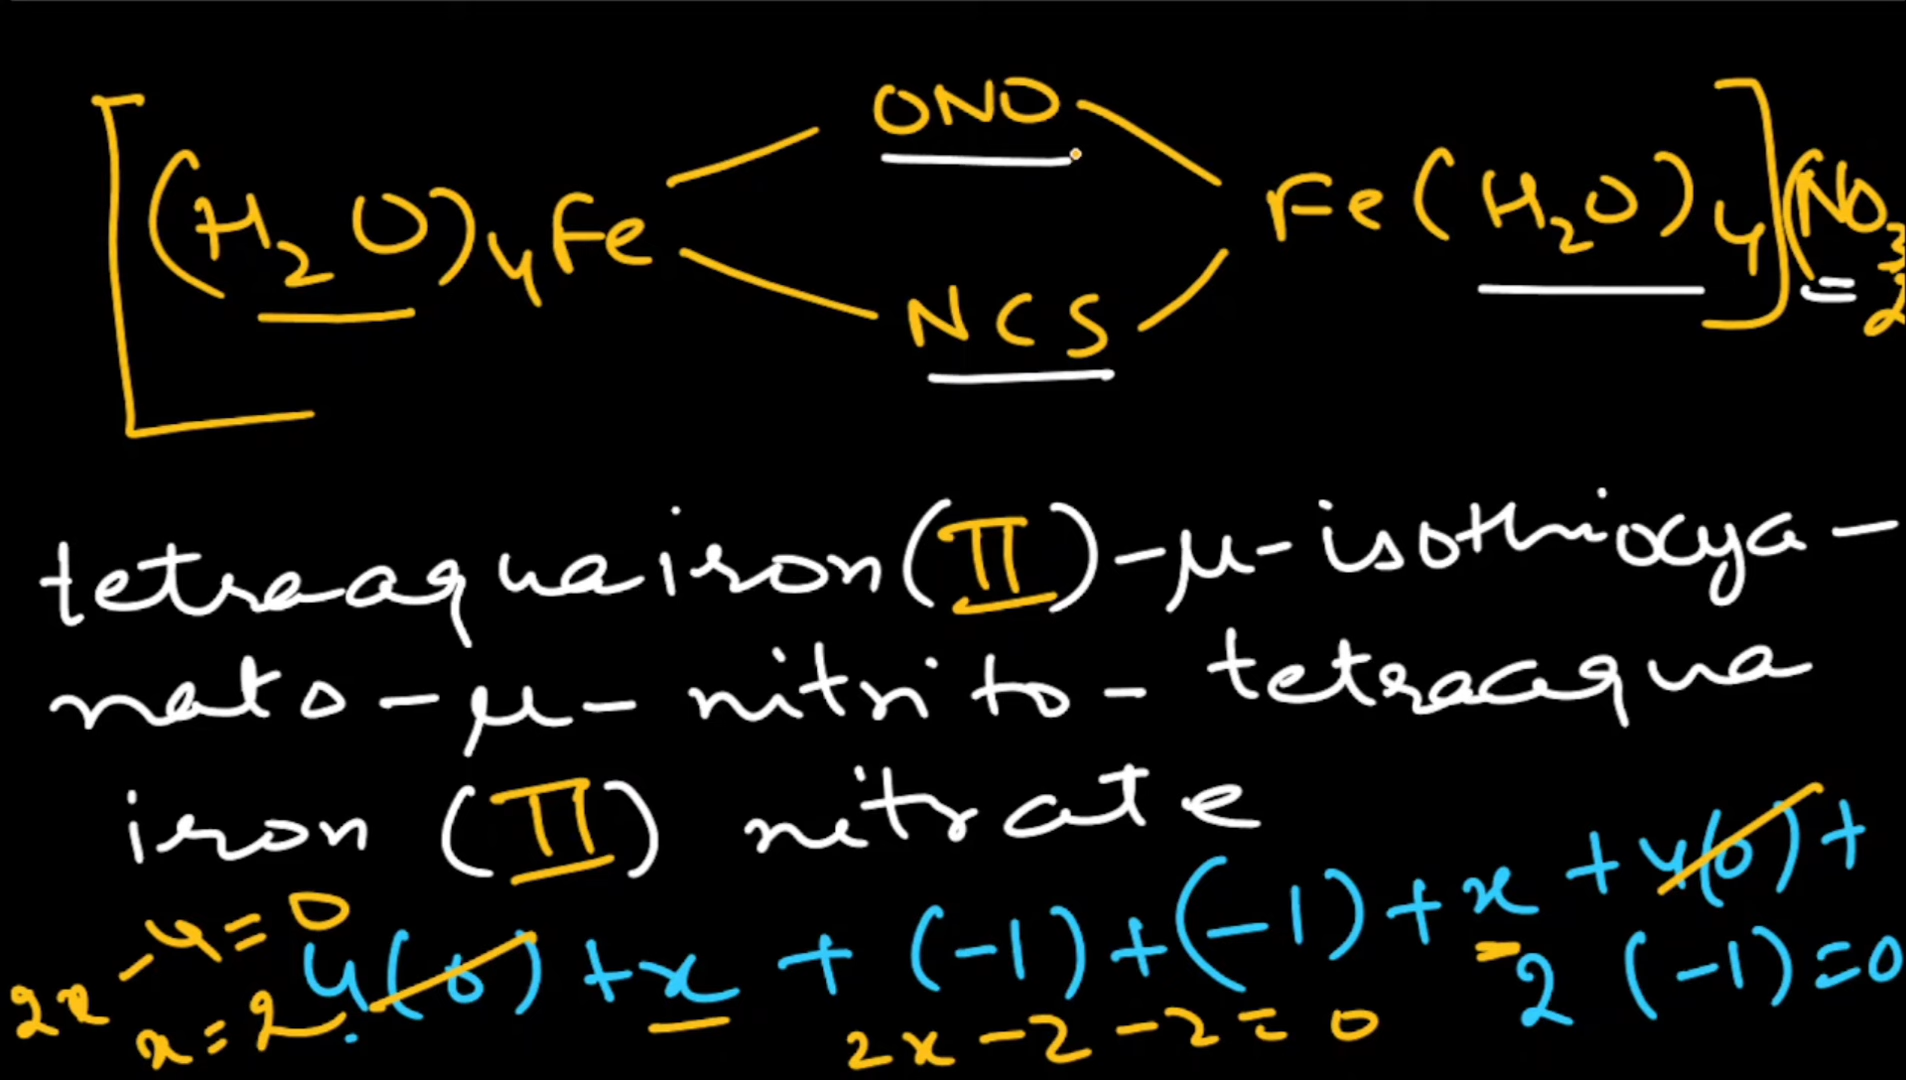 ONO
[(H₂O)₄Fe Fe(H₂O)₄](NO₃)₂
NCS
tetraaquairon(II)-μ-isothiocya-
nato-μ-nitrito-tetraaqua
iron (II) nitrate
4(0) + x + (-1) + (-1) + x + 4(0) +
2(-1)=0
2x - 4 = 0
x = 2
2x - 2 - 2 = 0